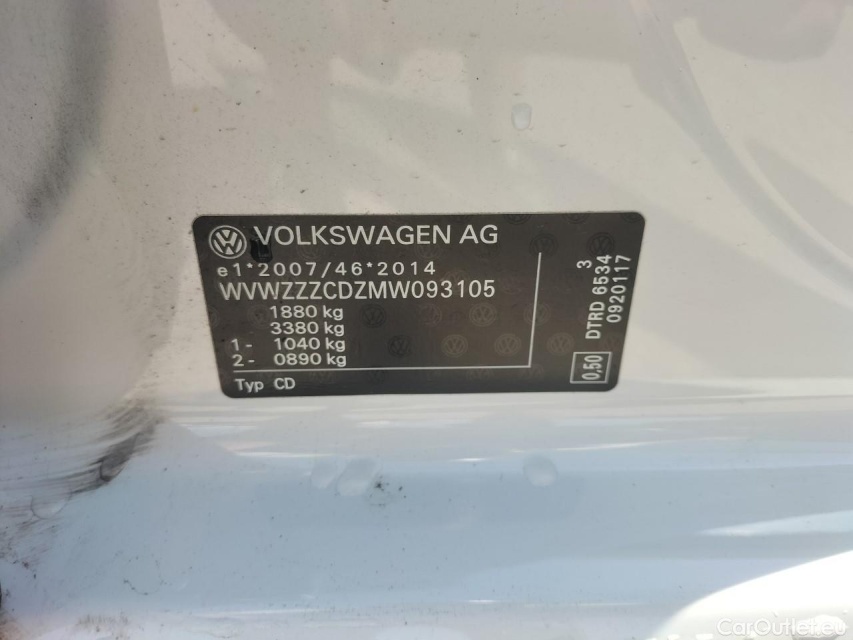 VOLKSWAGEN AG
e1*2007/46*2014
WVWZZZCDZMW093105
1880 kg
3380 kg
1- 1040 kg
2- 0890 kg
Typ CD
3
DTRD 6534
0920117
0,50
CarOutlet.eu